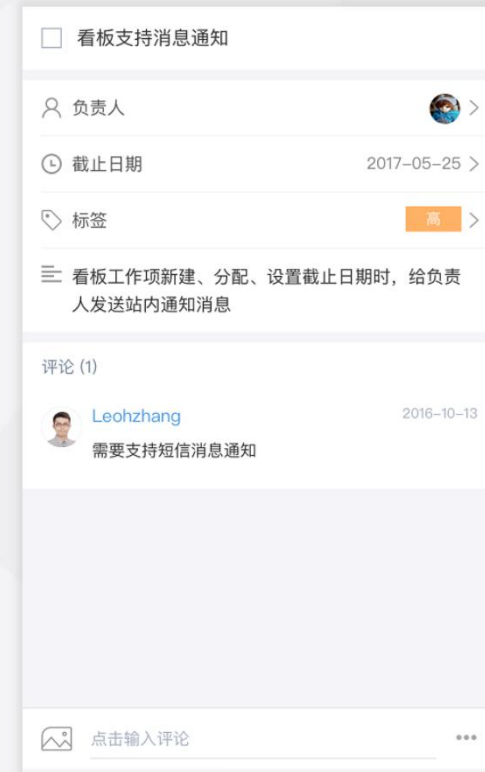 看板支持消息通知
负责人
截止日期 2017-05-25
标签 高
看板工作项新建、分配、设置截止日期时，给负责
人发送站内通知消息
评论 (1)
Leohzhang 2016-10-13
需要支持短信消息通知
点击输入评论